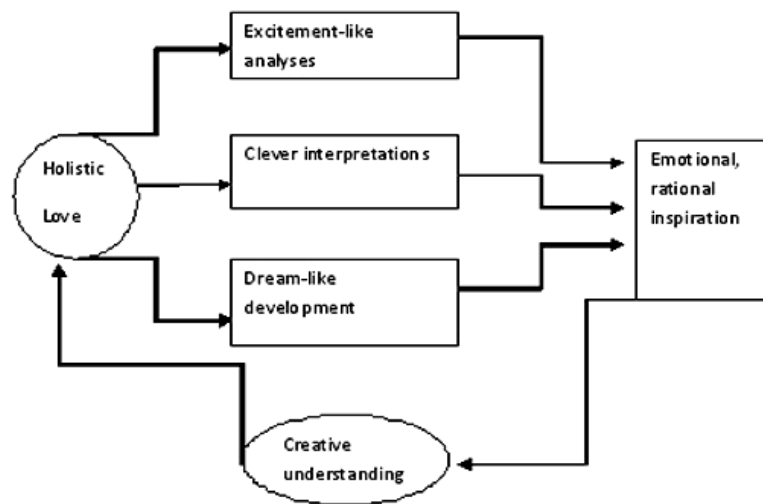 Excitement-like
analyses
Holistic
Love
Clever interpretations
Dream-like
development
Emotional,
rational
inspiration
Creative
understanding